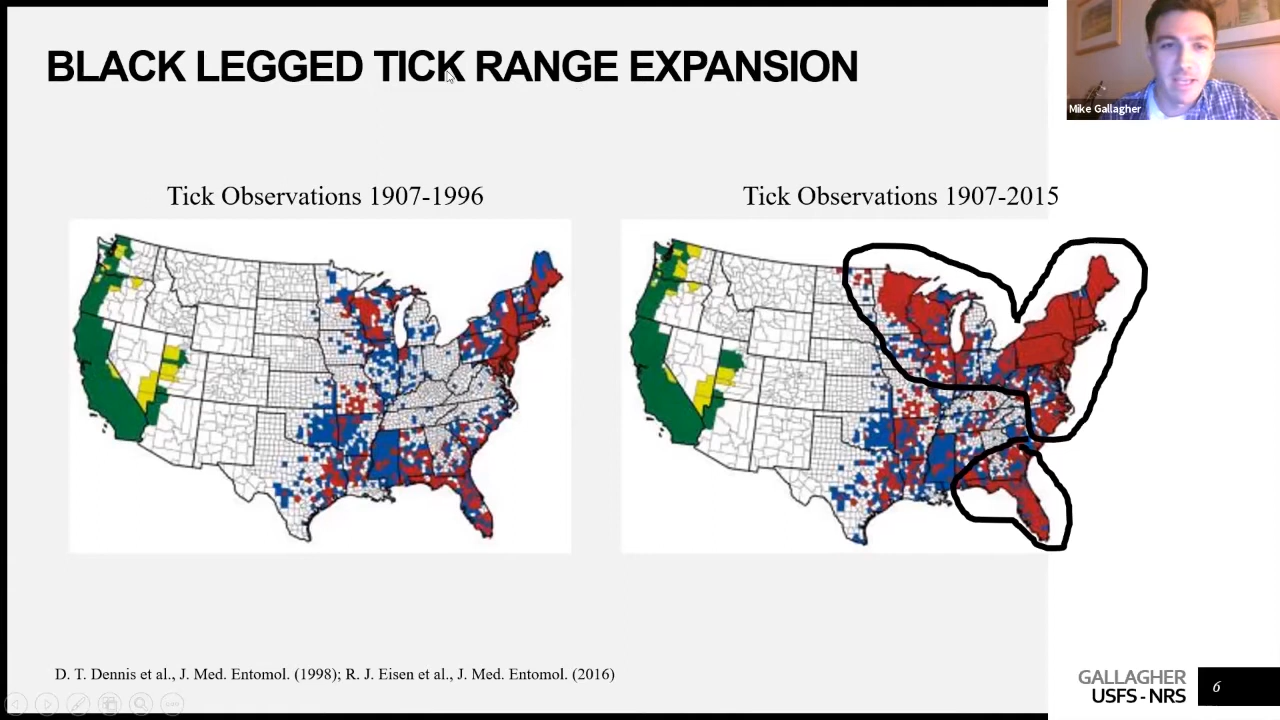 BLACK LEGGED TICK RANGE EXPANSION
Mike Gallagher
Tick Observations 1907-1996
Tick Observations 1907-2015
D. T. Dennis et al., J. Med. Entomol. (1998); R. J. Eisen et al., J. Med. Entomol. (2016)
GALLAGHER
USFS - NRS
6